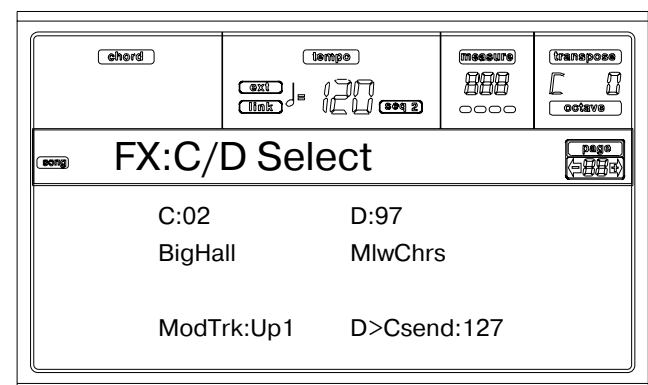 chord
tempo
measure
transpose
ext
link
♩= 120
seq 2
888
C 0
octave
song
FX:C/D Select
page
88
C:02
D:97
BigHall
MlwChrs
ModTrk:Up1
D>Csend:127